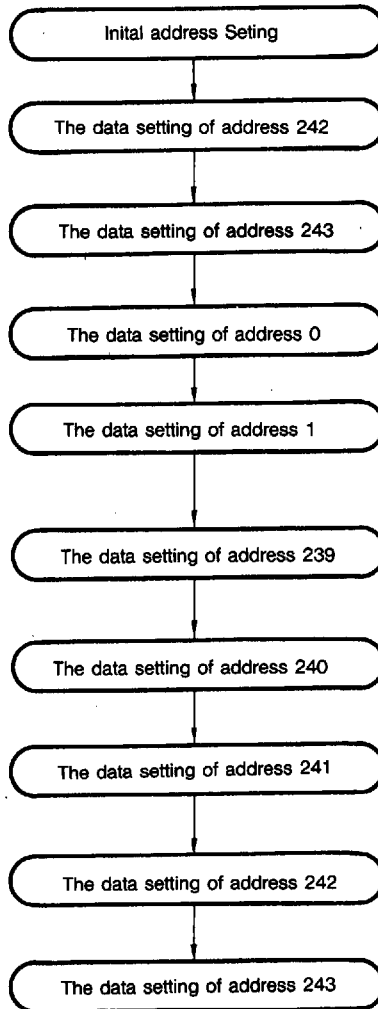 Inital address Seting
The data setting of address 242
The data setting of address 243
The data setting of address 0
The data setting of address 1
The data setting of address 239
The data setting of address 240
The data setting of address 241
The data setting of address 242
The data setting of address 243